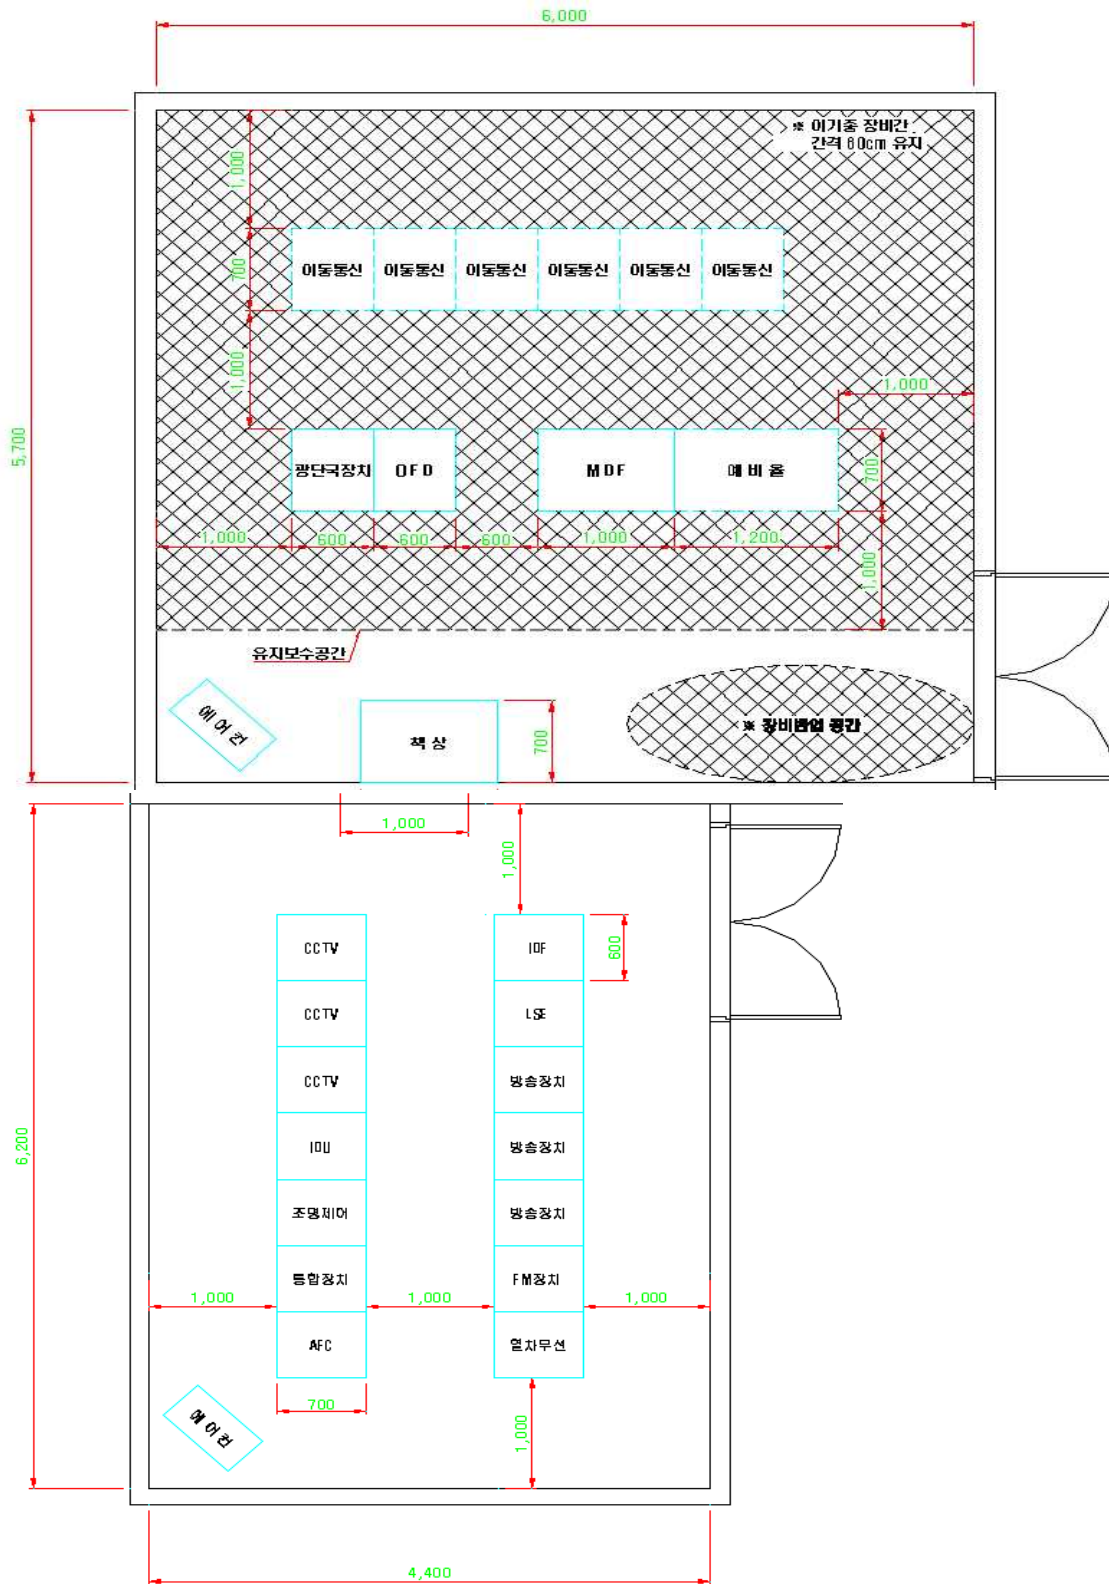 6,000
※ 이기종 장비간
간격 60cm 유지
1,000
이동통신 이동통신 이동통신 이동통신 이동통신 이동통신
700
1,000
1,000
5,700
광단국장치 OFD MDF 예비율
700
1,000 600 600 600 1,000 1,200
1,000
유지보수공간
에어컨
책상
700
※ 장비반입 공간
1,000
1,000
CCTV IDF
600
CCTV LSE
CCTV 방송장치
6,200
IDU 방송장치
조명제어 방송장치
통합장치 FM장치
1,000 1,000 1,000
AFC 열차무선
700
에어컨
1,000
4,400